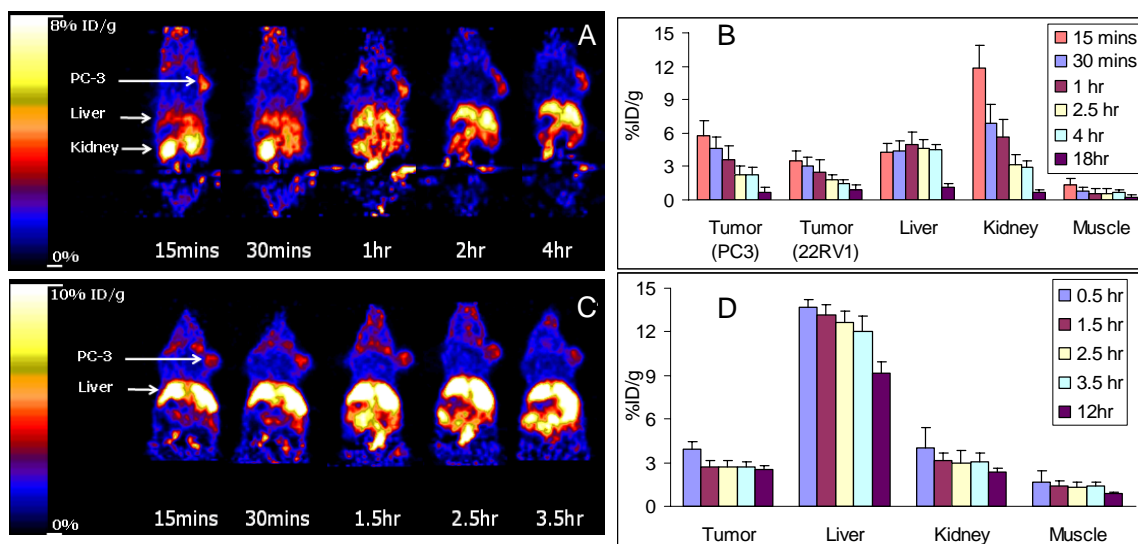 8% ID/g
A
PC-3
Liver
Kidney
0%
15mins 30mins 1hr 2hr 4hr
B
%ID/g
15
12
9
6
3
0
15 mins
30 mins
1 hr
2.5 hr
4 hr
18hr
Tumor (PC3)
Tumor (22RV1)
Liver
Kidney
Muscle
10% ID/g
C
PC-3
Liver
0%
15mins 30mins 1.5hr 2.5hr 3.5hr
D
%ID/g
15
12
9
6
3
0
0.5 hr
1.5 hr
2.5 hr
3.5 hr
12hr
Tumor Liver Kidney Muscle